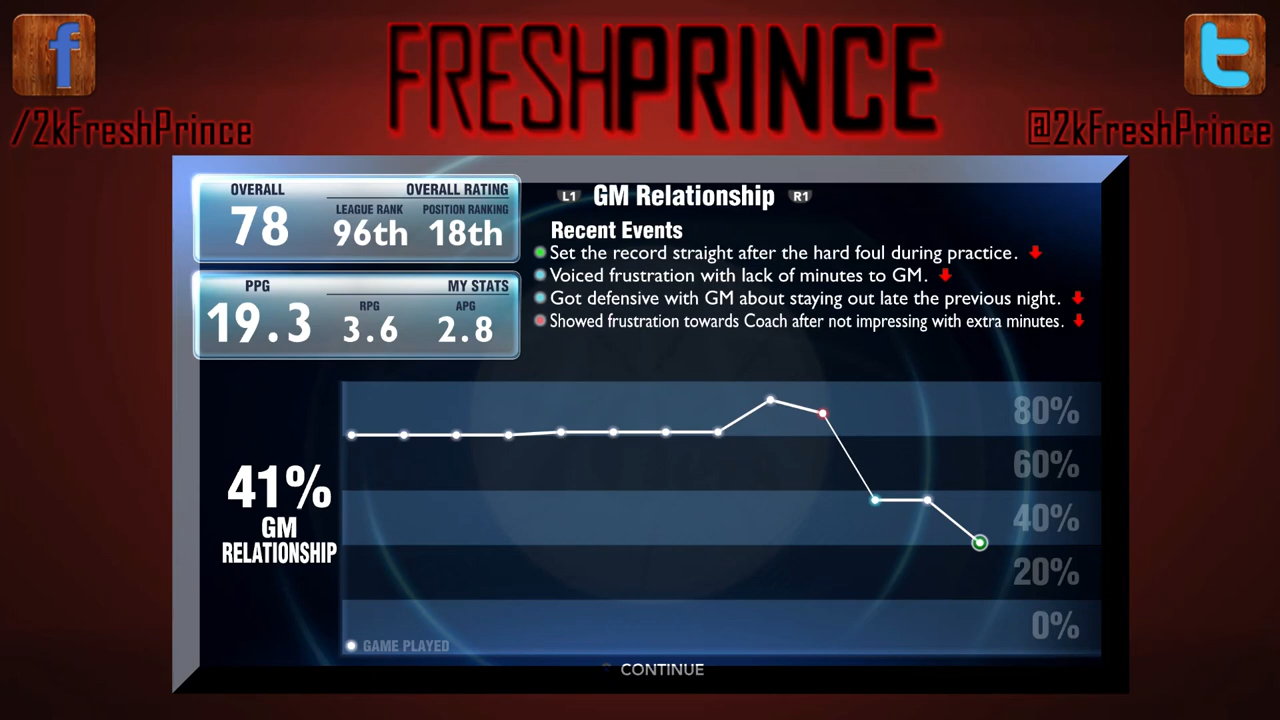 FRESHPRINCE
/2kFreshPrince
@2kFreshPrince
OVERALL
78
OVERALL RATING
LEAGUE RANK
96th
POSITION RANKING
18th
PPG
19.3
MY STATS
RPG
3.6
APG
2.8
L1 GM Relationship R1
Recent Events
Set the record straight after the hard foul during practice.
Voiced frustration with lack of minutes to GM.
Got defensive with GM about staying out late the previous night.
Showed frustration towards Coach after not impressing with extra minutes.
80%
60%
40%
20%
0%
41%
GM
RELATIONSHIP
GAME PLAYED
CONTINUE